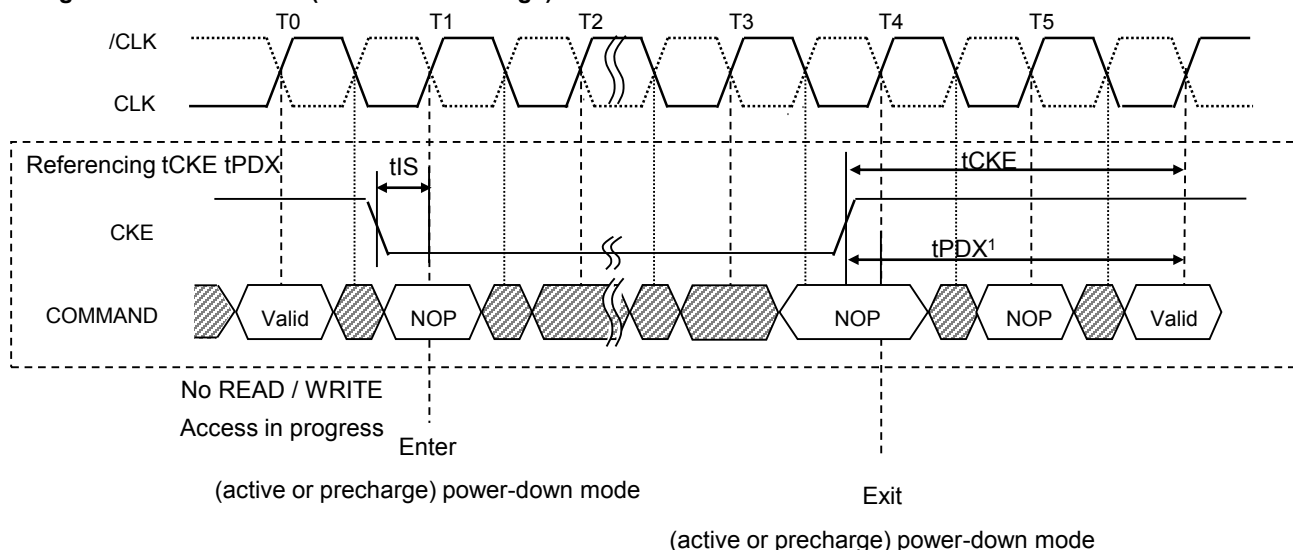 T0 T1 T2 T3 T4 T5
/CLK
CLK
Referencing tCKE tPDX
tIS
tCKE
CKE
tPDX¹
COMMAND
Valid NOP NOP NOP Valid
No READ / WRITE
Access in progress
Enter
(active or precharge) power-down mode
Exit
(active or precharge) power-down mode